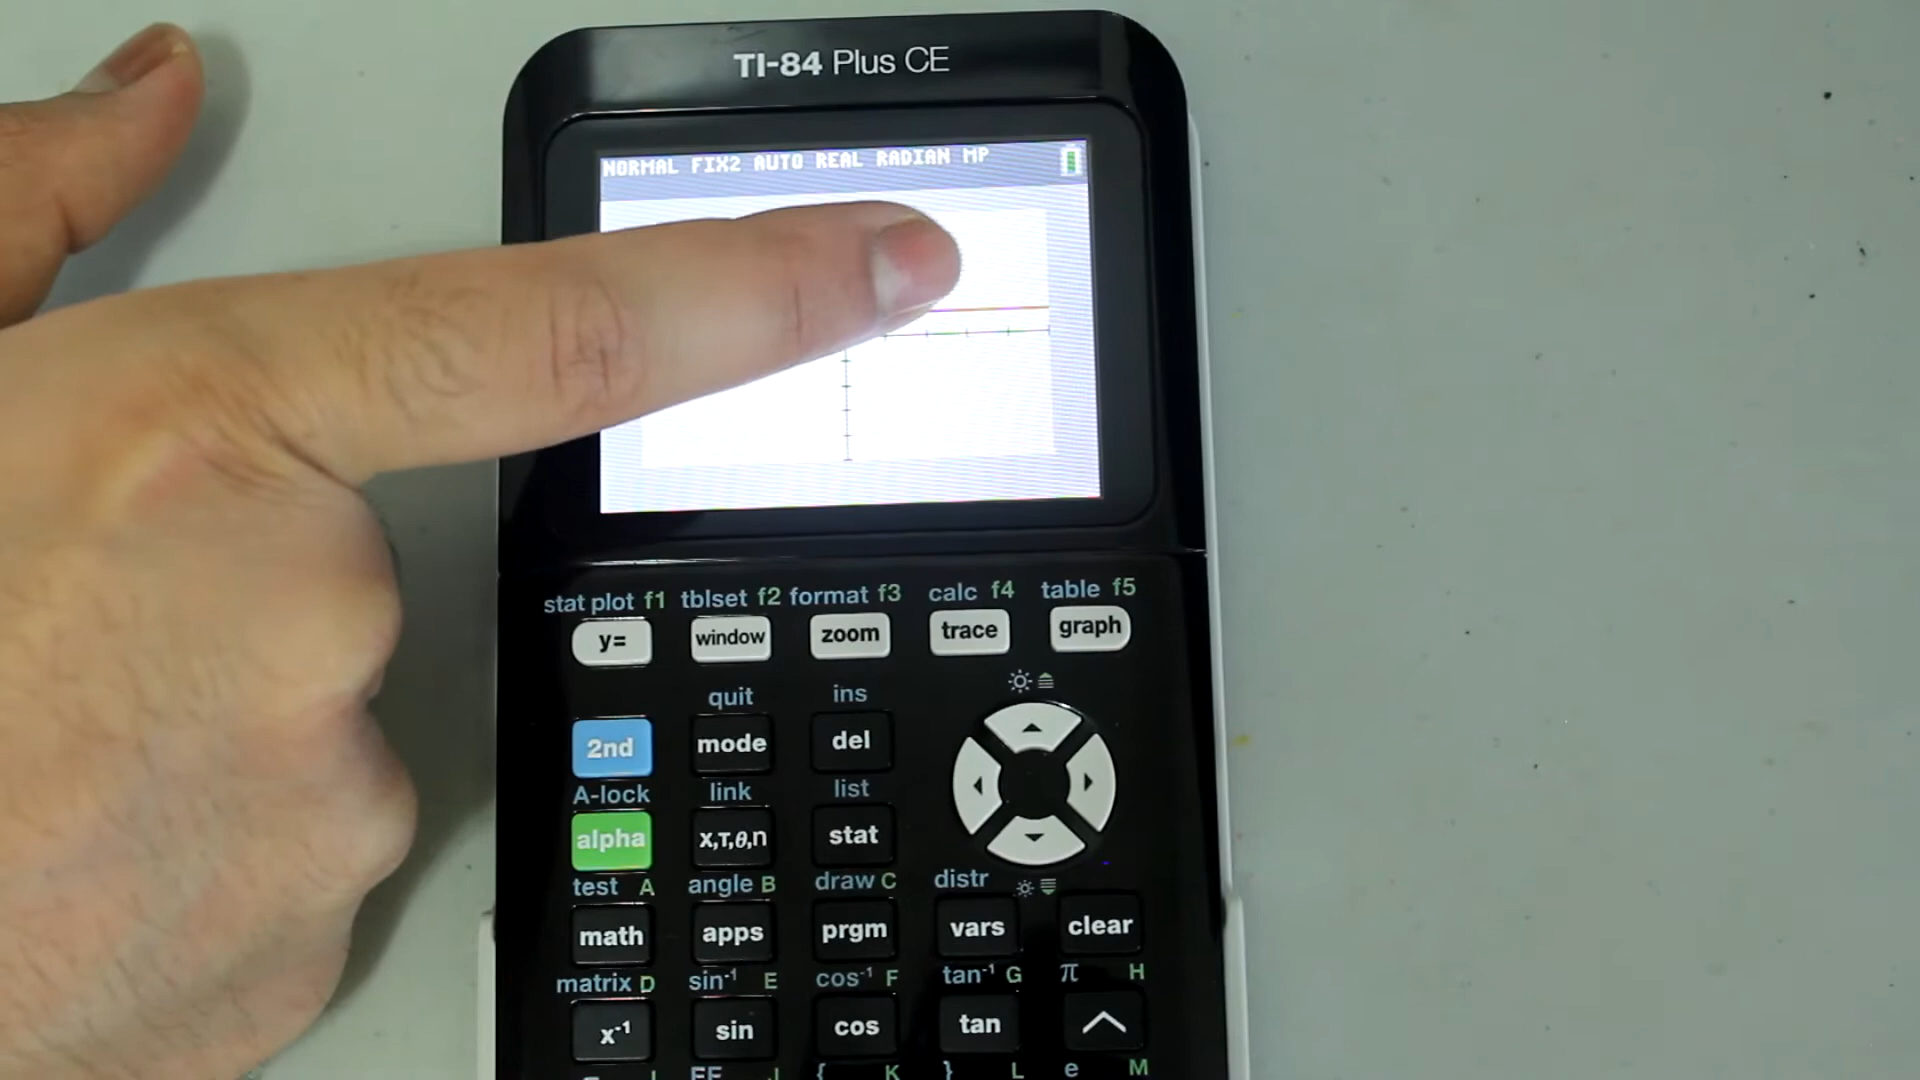 TI-84 Plus CE
NORMAL FIX2 AUTO REAL RADIAN MP
stat plot f1 tblset f2 format f3 calc f4 table f5
y= window zoom trace graph
quit ins
2nd mode del
A-lock link list
alpha X,T,θ,n stat
test A angle B draw C distr
math apps prgm vars clear
matrix D sin⁻¹ E cos⁻¹ F tan⁻¹ G π H
x⁻¹ sin cos tan ^
EE J { K } L e M